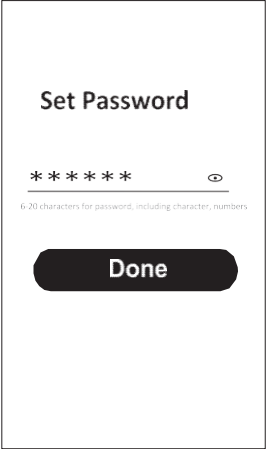 Set Password
******
6-20 characters for password, including character, numbers
Done